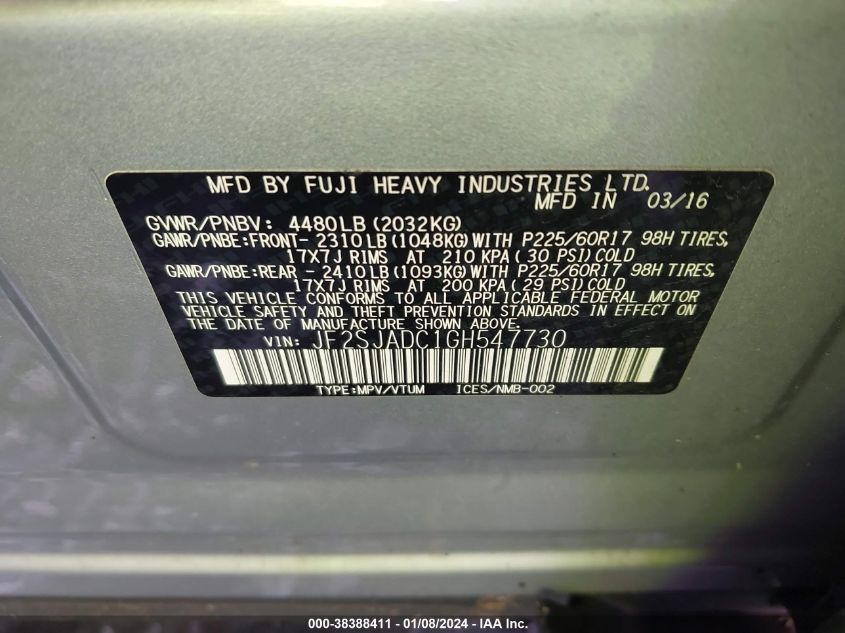 MFD BY FUJI HEAVY INDUSTRIES LTD.
MFD IN 03/16
GVWR/PNBV: 4480LB (2032KG)
GAWR/PNBE:FRONT- 2310LB (1048KG) WITH P225/60R17 98H TIRES,
17X7J RIMS AT 210 KPA ( 30 PSI) COLD
GAWR/PNBE:REAR - 2410LB (1093KG) WITH P225/60R17 98H TIRES,
17X7J RIMS AT 200 KPA ( 29 PSI) COLD
THIS VEHICLE CONFORMS TO ALL APPLICABLE FEDERAL MOTOR
VEHICLE SAFETY AND THEFT PREVENTION STANDARDS IN EFFECT ON
THE DATE OF MANUFACTURE SHOWN ABOVE.
VIN: JF2SJADC1GH547730
TYPE:MPV/VTUM ICES/NMB-002
000-38388411 - 01/08/2024 - © IAA Inc.